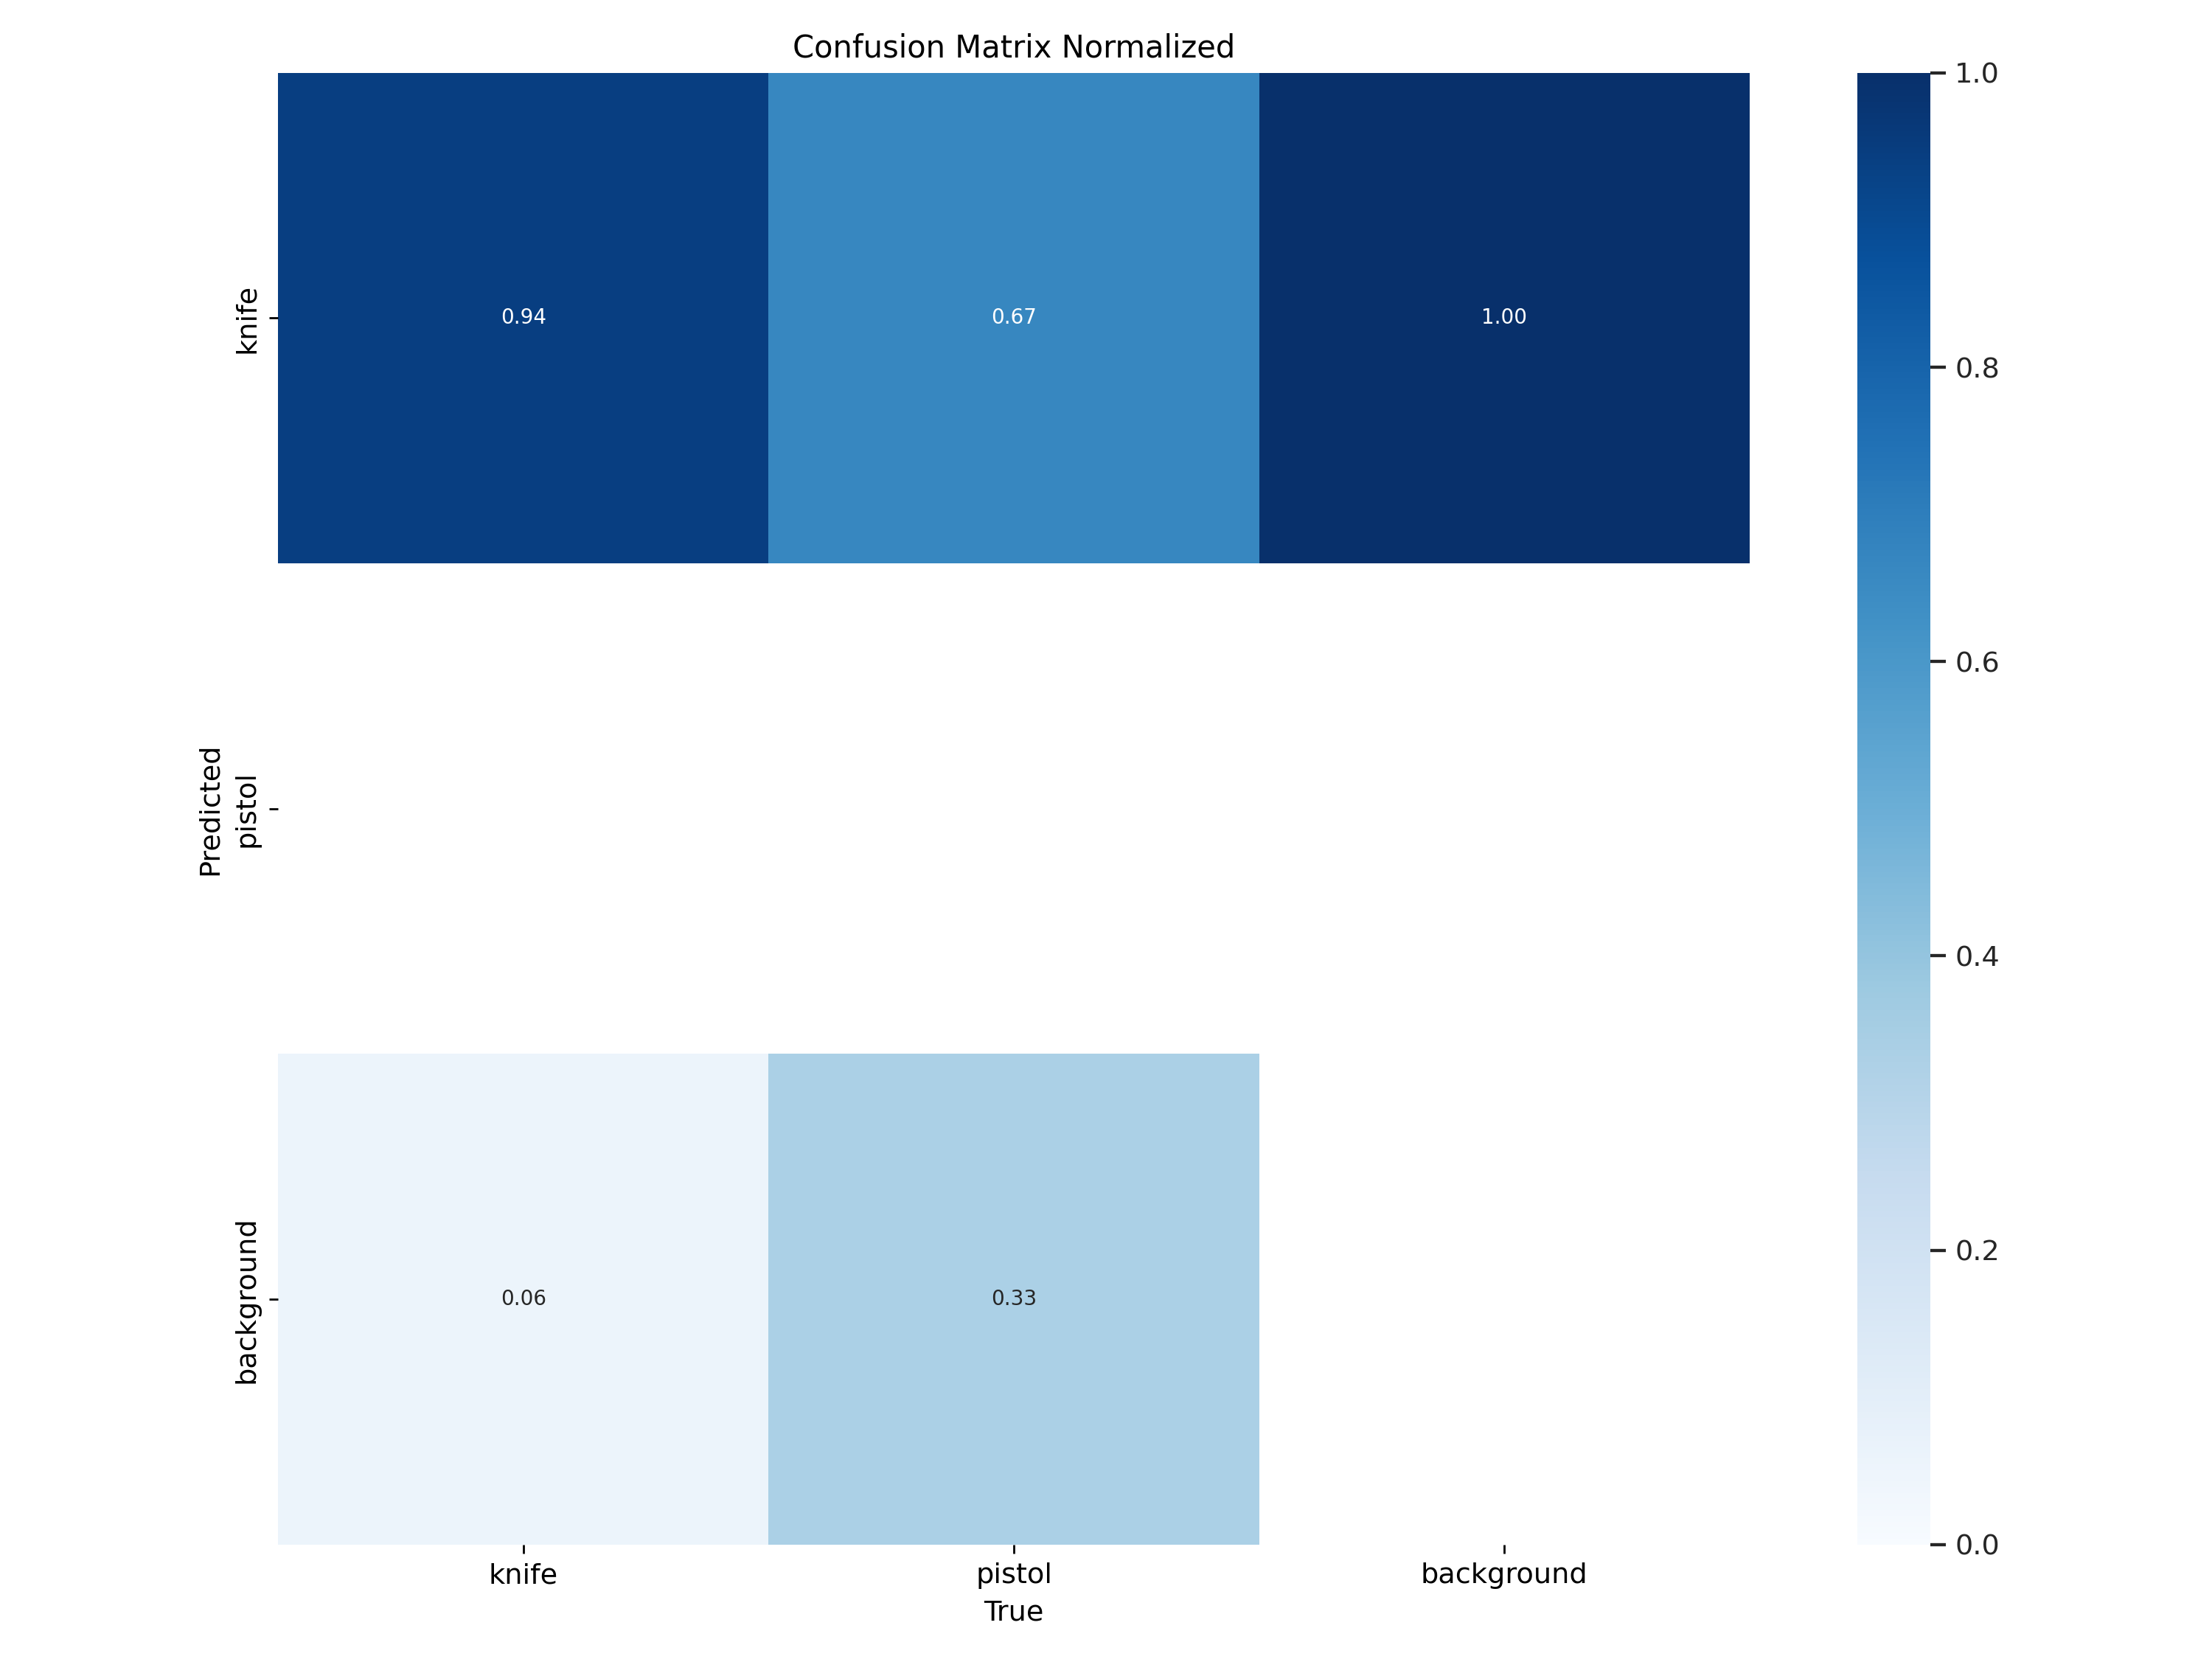 Confusion Matrix Normalized
1.0
0.8
0.6
0.4
0.2
0.0
Predicted
knife
pistol
background
0.94
0.67
1.00
0.06
0.33
knife
pistol
background
True